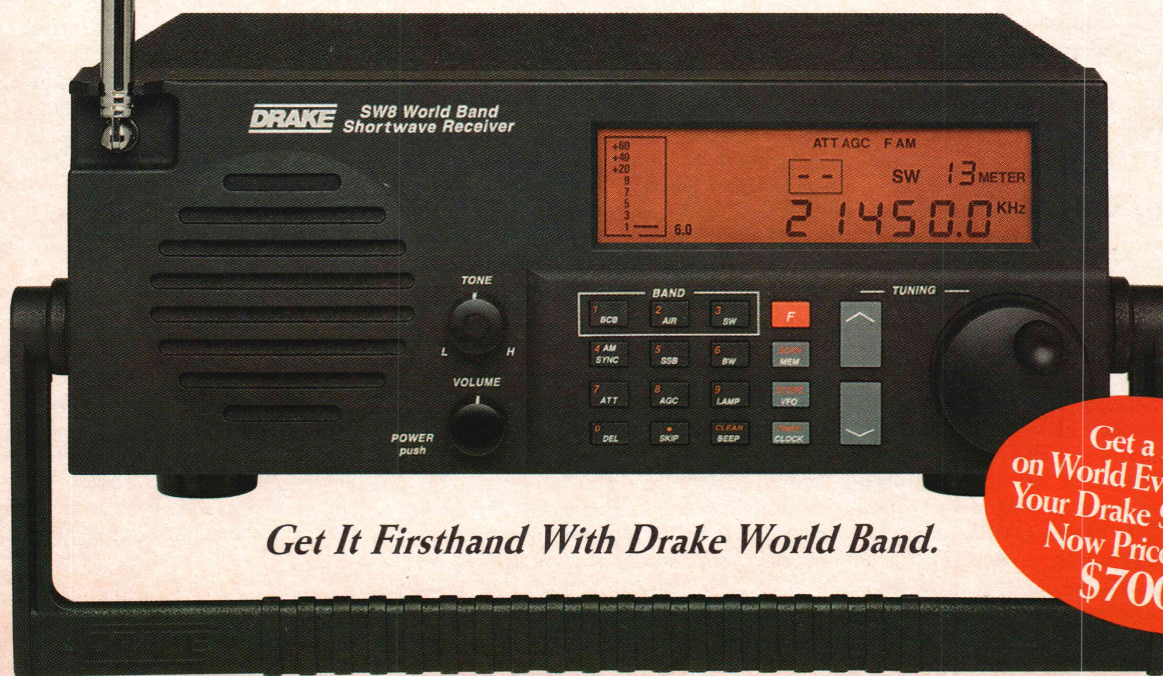 DRAKE SW8 World Band
Shortwave Receiver
+60
+40
+20
9
7
5
3
1
6.0
ATT AGC F AM
-- SW 13 METER
21450.0 KHz
TONE
L H
VOLUME
POWER
push
BAND
1 BCB
2 AIR
3 SW
F
4 AM SYNC
5 SSB
6 BW
MEM
7 ATT
8 AGC
9 LAMP
VFO
0 DEL
• SKIP
CLEAR BEEP
CLOCK
TUNING
Get a
on World
Your Drake
Now
$700
Get It Firsthand With Drake World Band.